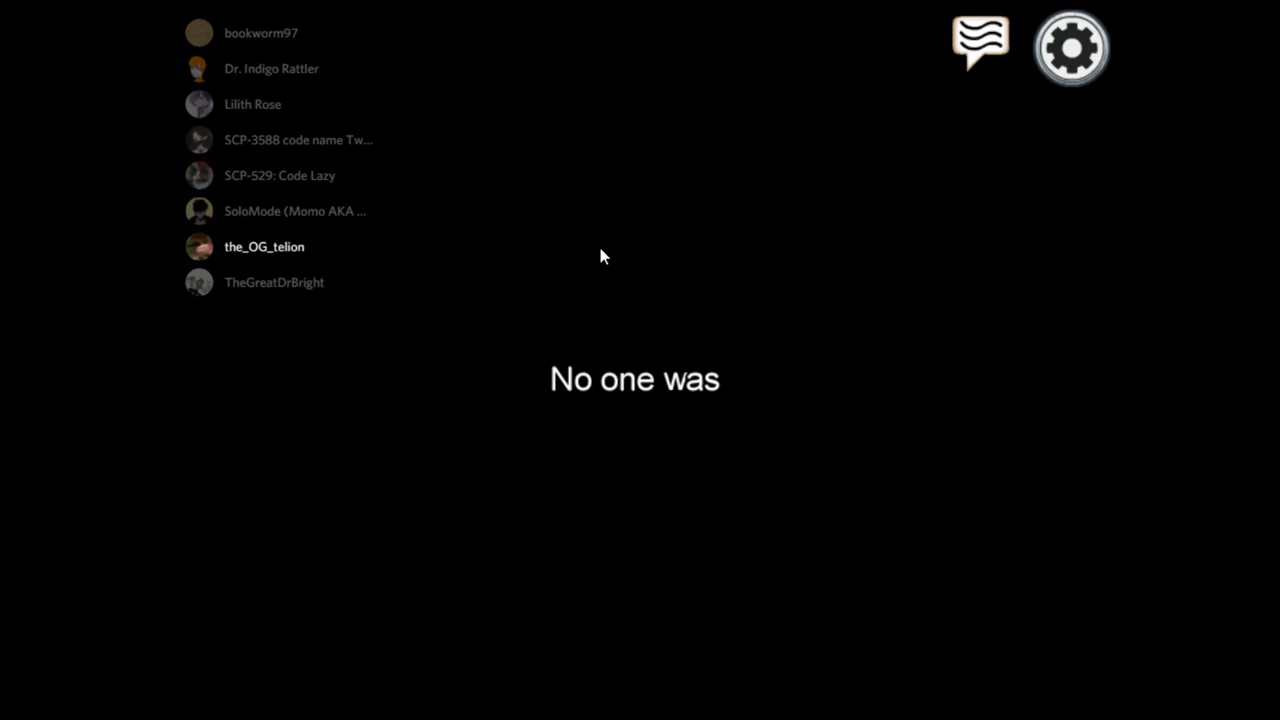 bookworm97
Dr. Indigo Rattler
Lilith Rose
SCP-3588 code name Tw...
SCP-529: Code Lazy
SoloMode (Momo AKA ...
the_OG_telion
TheGreatDrBright
No one was